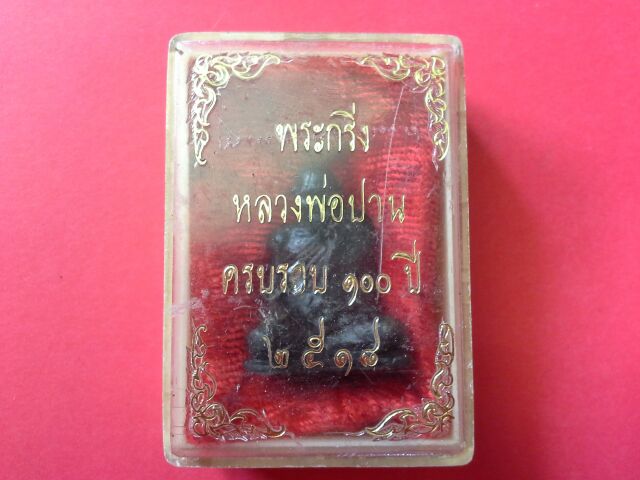 พระกริ่ง
หลวงพ่อปาน
ครบรอบ ๑๐๐ ปี
๒๕๑๘